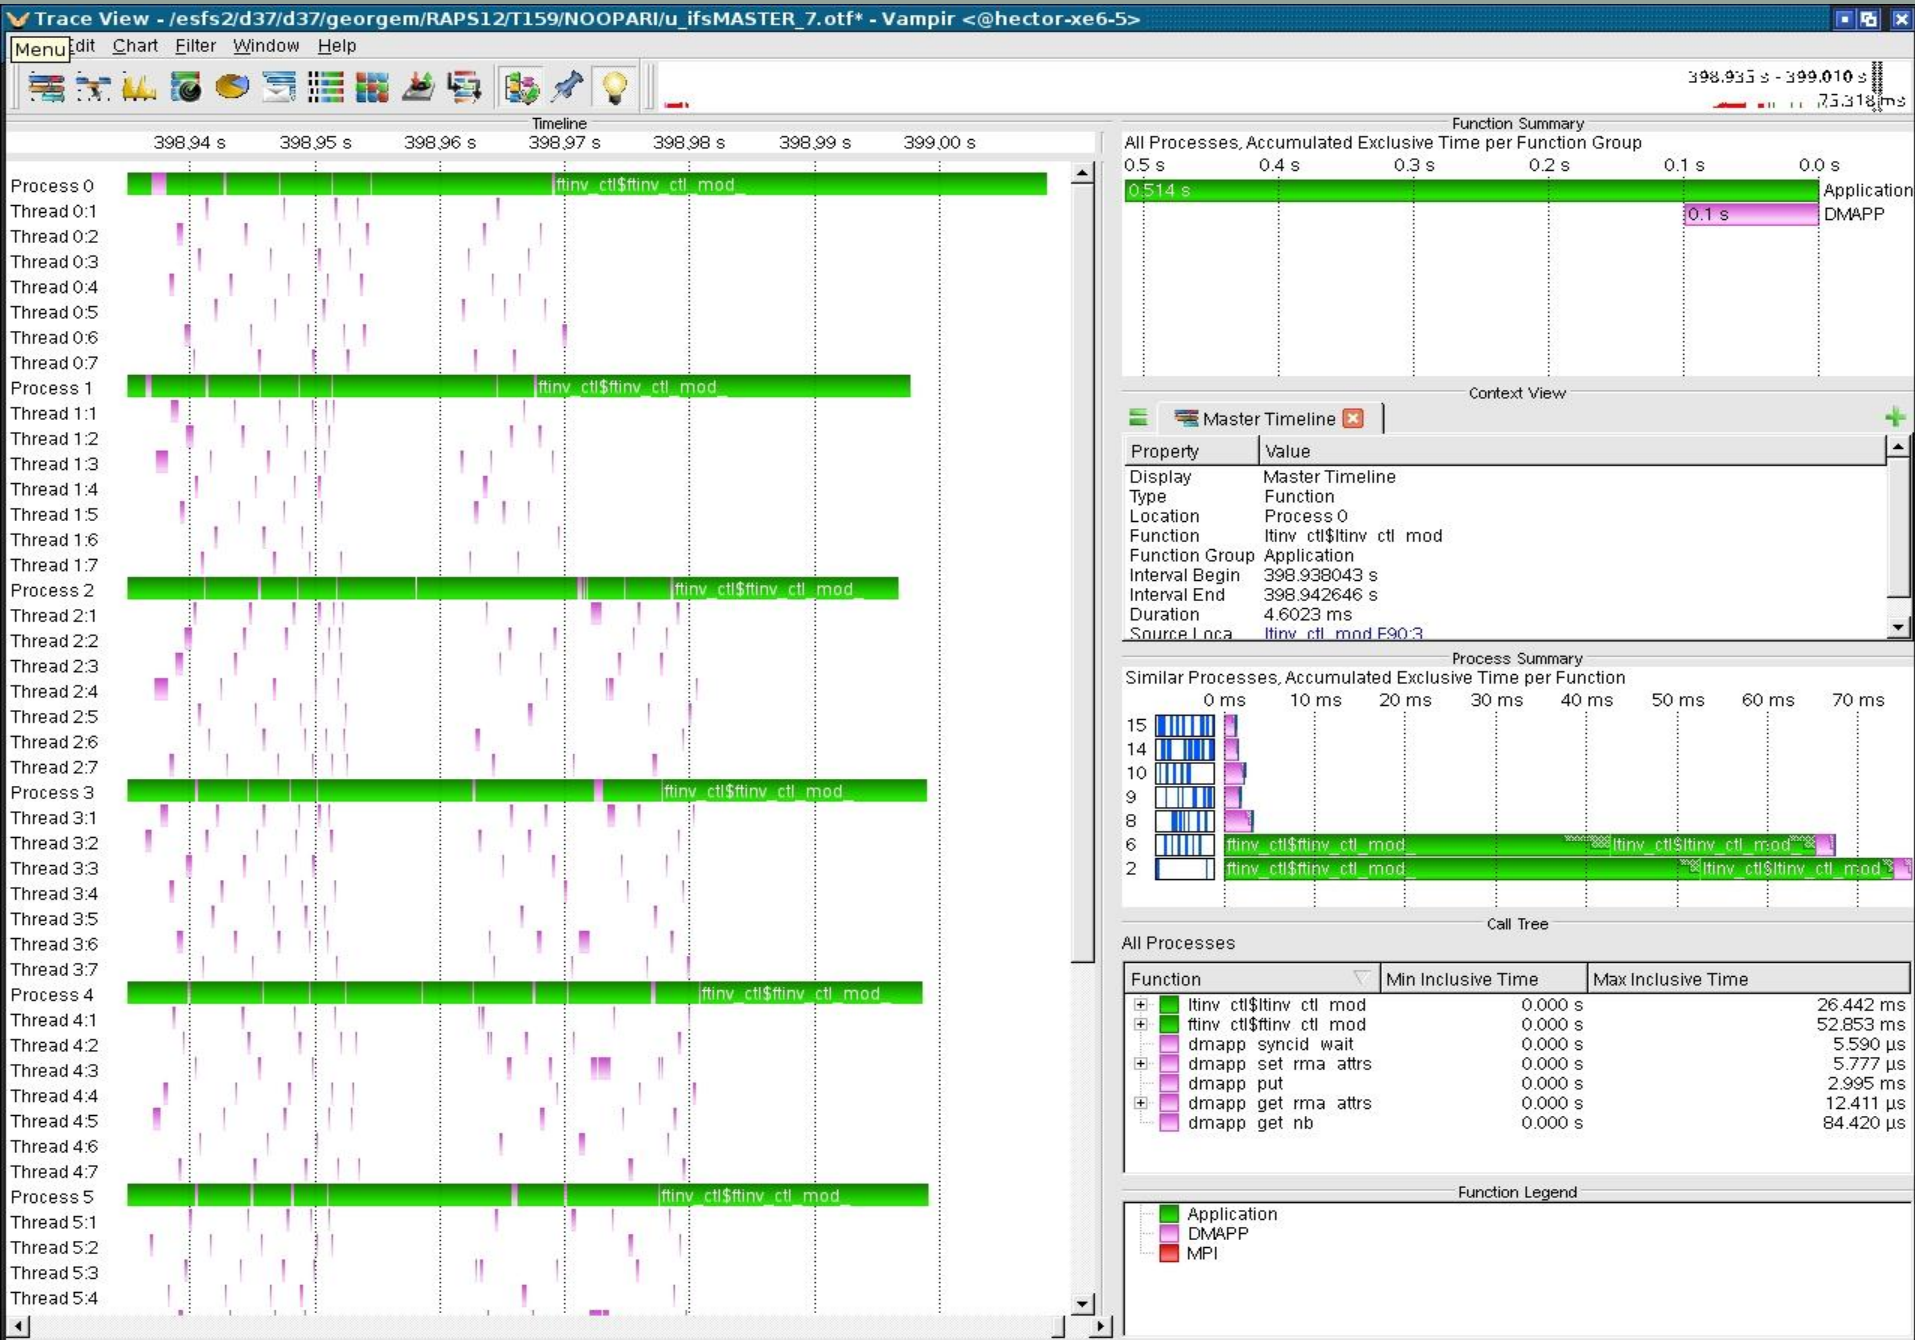 Trace View - /esfs2/d37/d37/georgem/RAPS12/T159/NOOPARI/u_ifsMASTER_7.otf* - Vampir <@hector-xe6-5>
Menu Edit Chart Filter Window Help
398.935 s - 399.010 s
75.318 ms
Timeline
398.94 s 398.95 s 398.96 s 398.97 s 398.98 s 398.99 s 399.00 s
Process 0 ftinv_ctl$ftinv_ctl_mod_
Thread 0:1
Thread 0:2
Thread 0:3
Thread 0:4
Thread 0:5
Thread 0:6
Thread 0:7
Process 1 ftinv_ctl$ftinv_ctl_mod_
Thread 1:1
Thread 1:2
Thread 1:3
Thread 1:4
Thread 1:5
Thread 1:6
Thread 1:7
Process 2 ftinv_ctl$ftinv_ctl_mod_
Thread 2:1
Thread 2:2
Thread 2:3
Thread 2:4
Thread 2:5
Thread 2:6
Thread 2:7
Process 3 ftinv_ctl$ftinv_ctl_mod_
Thread 3:1
Thread 3:2
Thread 3:3
Thread 3:4
Thread 3:5
Thread 3:6
Thread 3:7
Process 4 ftinv_ctl$ftinv_ctl_mod_
Thread 4:1
Thread 4:2
Thread 4:3
Thread 4:4
Thread 4:5
Thread 4:6
Thread 4:7
Process 5 ftinv_ctl$ftinv_ctl_mod_
Thread 5:1
Thread 5:2
Thread 5:3
Thread 5:4
Function Summary
All Processes, Accumulated Exclusive Time per Function Group
0.5 s 0.4 s 0.3 s 0.2 s 0.1 s 0.0 s
0.514 s Application
0.1 s DMAPP
Context View
Master Timeline
Property Value
Display Master Timeline
Type Function
Location Process 0
Function ltinv_ctl$ltinv_ctl_mod_
Function Group Application
Interval Begin 398.938043 s
Interval End 398.942646 s
Duration 4.6023 ms
Source Loca ltinv_ctl_mod.F90:3
Process Summary
Similar Processes, Accumulated Exclusive Time per Function
0 ms 10 ms 20 ms 30 ms 40 ms 50 ms 60 ms 70 ms
15
14
10
9
8
6 ftinv_ctl$ftinv_ctl_mod_ ltinv_ctl$ltinv_ctl_mod_
2 ftinv_ctl$ftinv_ctl_mod_ ltinv_ctl$ltinv_ctl_mod_
Call Tree
All Processes
Function Min Inclusive Time Max Inclusive Time
ltinv_ctl$ltinv_ctl_mod_ 0.000 s 26.442 ms
ftinv_ctl$ftinv_ctl_mod_ 0.000 s 52.853 ms
dmapp_syncid_wait 0.000 s 5.590 µs
dmapp_set_rma_attrs 0.000 s 5.777 µs
dmapp_put 0.000 s 2.995 ms
dmapp_get_rma_attrs 0.000 s 12.411 µs
dmapp_get_nb 0.000 s 84.420 µs
Function Legend
Application
DMAPP
MPI